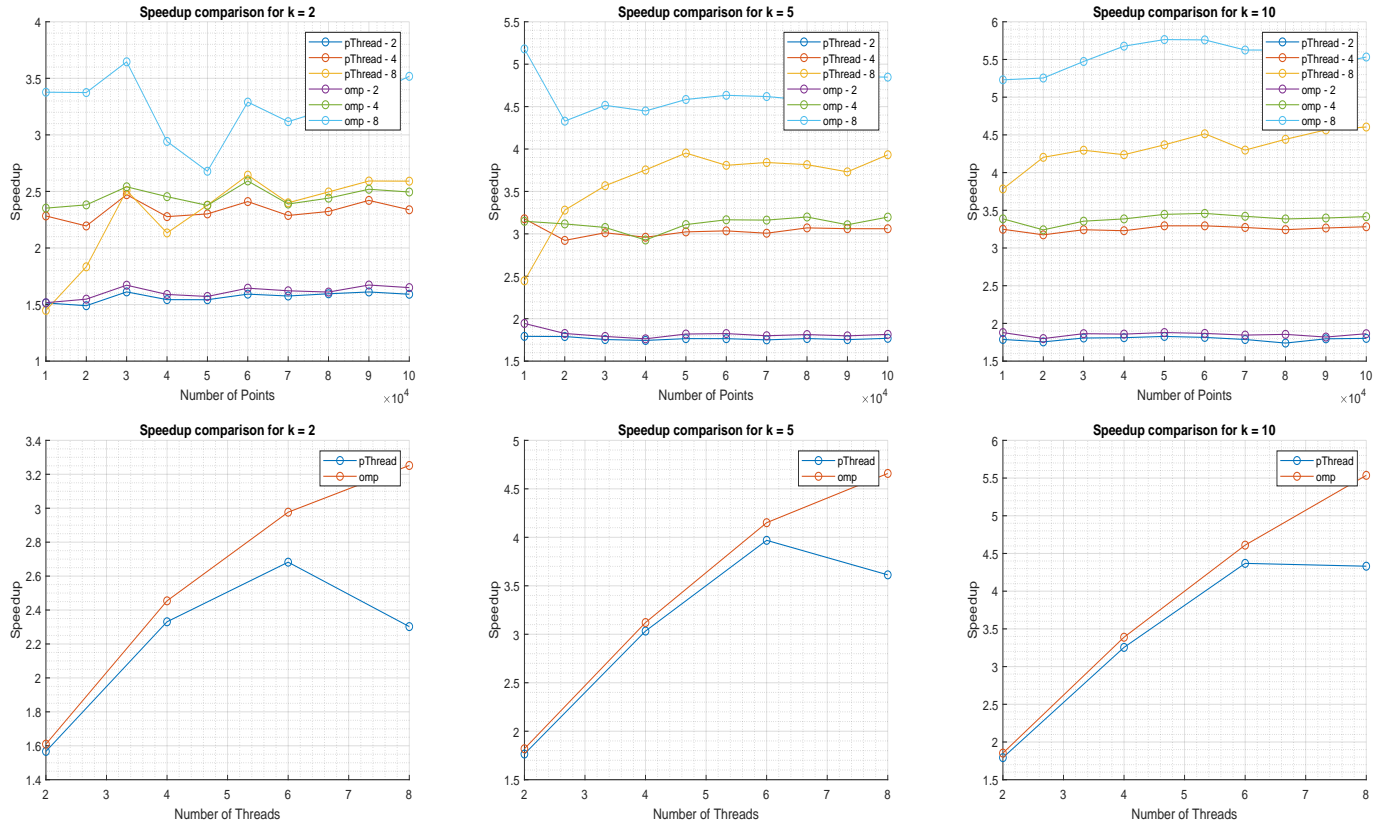 Speedup comparison for k = 2
Speedup
4
3.5
3
2.5
2
1.5
1
1 2 3 4 5 6 7 8 9 10
Number of Points
×10^4
pThread - 2
pThread - 4
pThread - 8
omp - 2
omp - 4
omp - 8
Speedup comparison for k = 5
Speedup
5.5
5
4.5
4
3.5
3
2.5
2
1.5
1 2 3 4 5 6 7 8 9 10
Number of Points
×10^4
pThread - 2
pThread - 4
pThread - 8
omp - 2
omp - 4
omp - 8
Speedup comparison for k = 10
Speedup
6
5.5
5
4.5
4
3.5
3
2.5
2
1.5
1 2 3 4 5 6 7 8 9 10
Number of Points
×10^4
pThread - 2
pThread - 4
pThread - 8
omp - 2
omp - 4
omp - 8
Speedup comparison for k = 2
Speedup
3.4
3.2
3
2.8
2.6
2.4
2.2
2
1.8
1.6
1.4
2 3 4 5 6 7 8
Number of Threads
pThread
omp
Speedup comparison for k = 5
Speedup
5
4.5
4
3.5
3
2.5
2
1.5
2 3 4 5 6 7 8
Number of Threads
pThread
omp
Speedup comparison for k = 10
Speedup
6
5.5
5
4.5
4
3.5
3
2.5
2
1.5
2 3 4 5 6 7 8
Number of Threads
pThread
omp